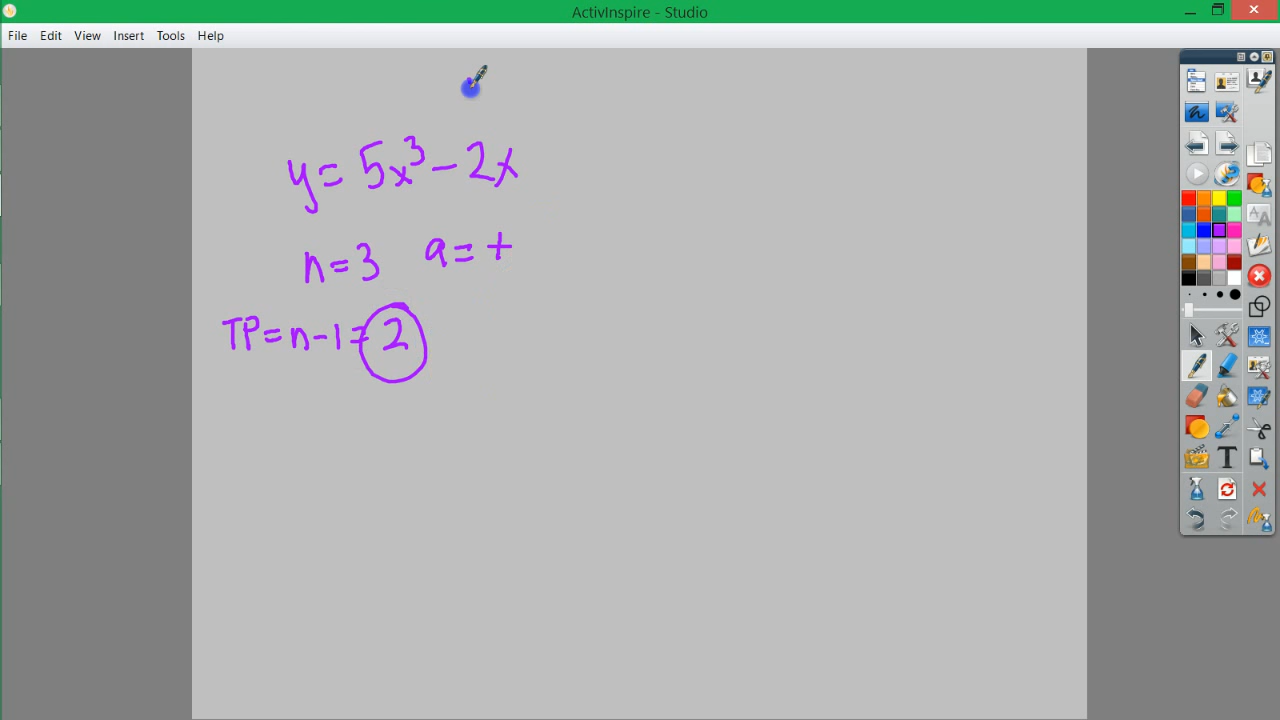 ActivInspire - Studio
File Edit View Insert Tools Help
y = 5x³ - 2x
n = 3 a = +
TP = n - 1 = 2